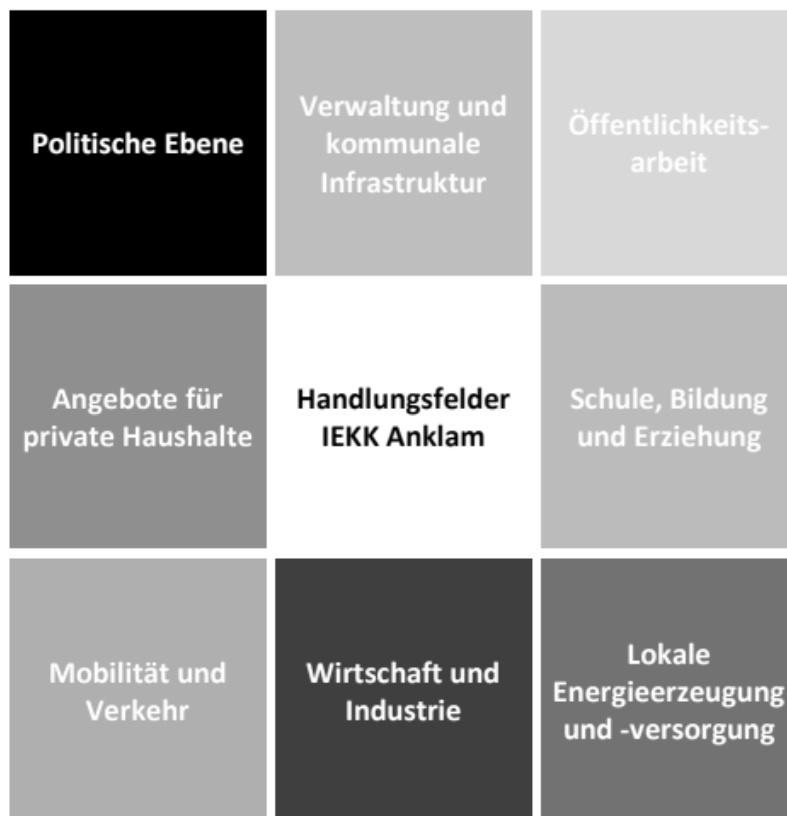 Politische Ebene
Verwaltung und
kommunale
Infrastruktur
Öffentlichkeits-
arbeit
Angebote für
private Haushalte
Handlungsfelder
IEKK Anklam
Schule, Bildung
und Erziehung
Mobilität und
Verkehr
Wirtschaft und
Industrie
Lokale
Energieerzeugung
und -versorgung